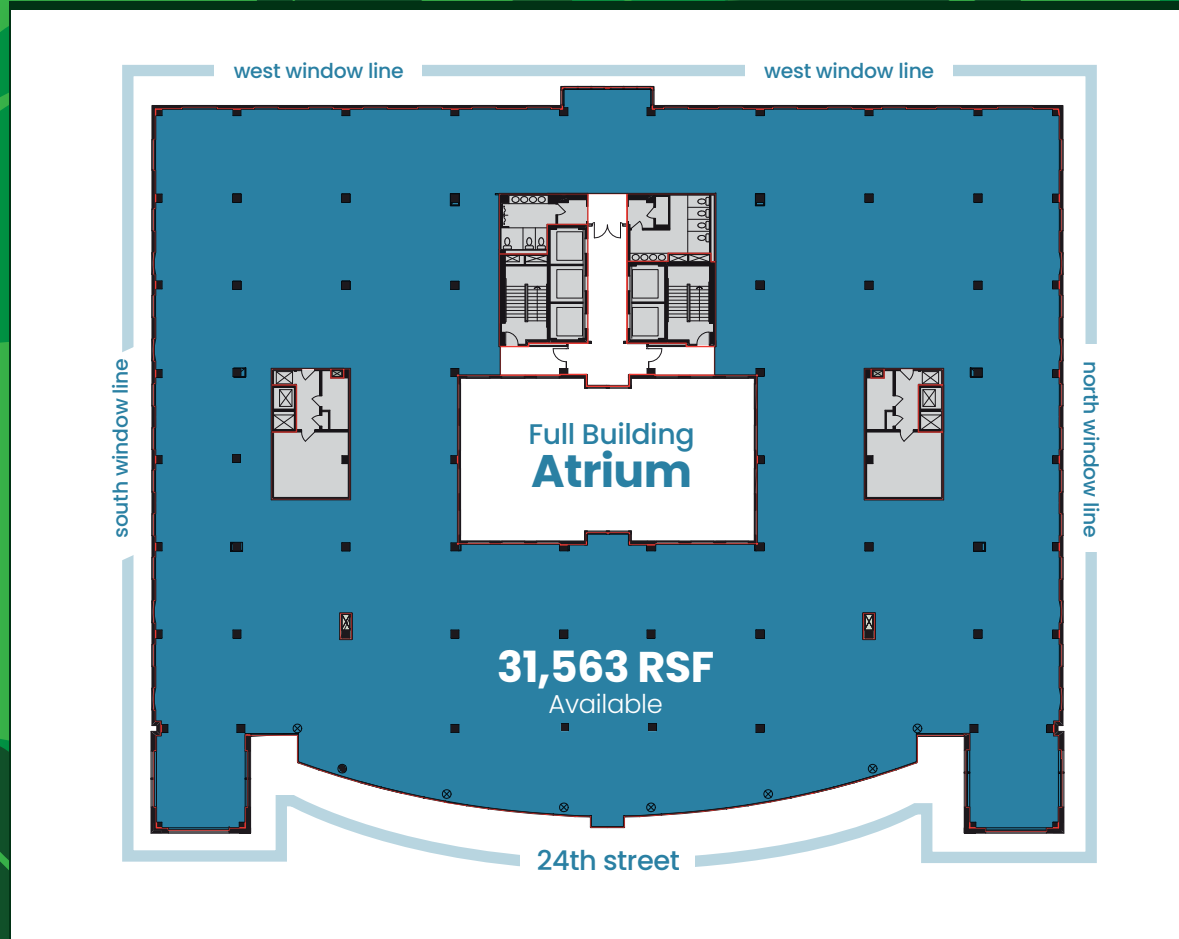 west window line
west window line
south window line
north window line
Full Building
Atrium
31,563 RSF
Available
24th street